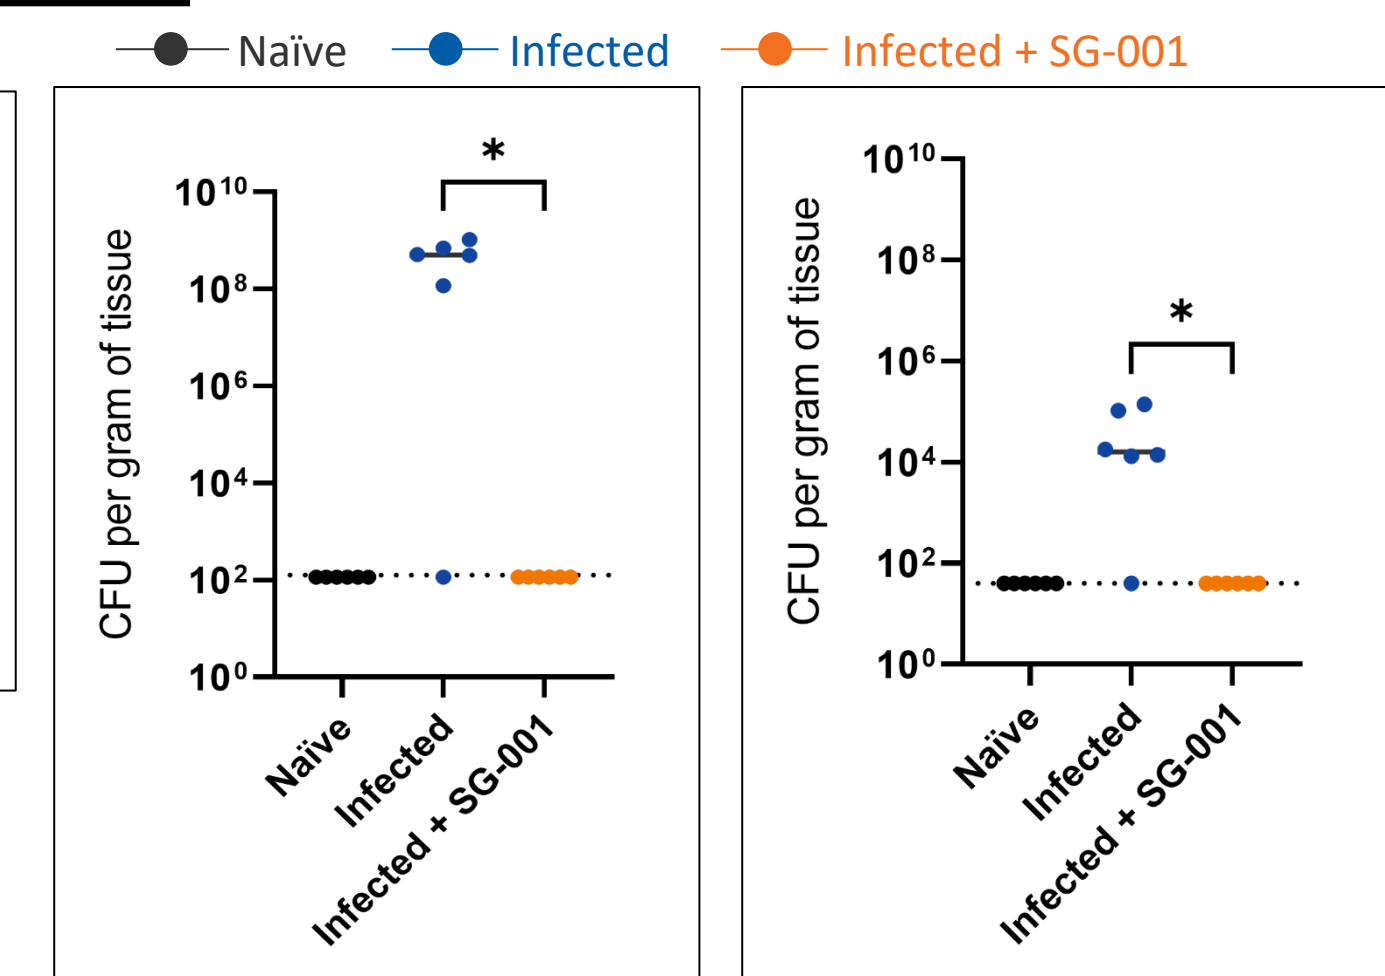 Naïve Infected Infected + SG-001
*
10¹⁰
10⁸
10⁶
10⁴
10²
10⁰
CFU per gram of tissue
Naïve
Infected
Infected + SG-001
*
10¹⁰
10⁸
10⁶
10⁴
10²
10⁰
CFU per gram of tissue
Naïve
Infected
Infected + SG-001